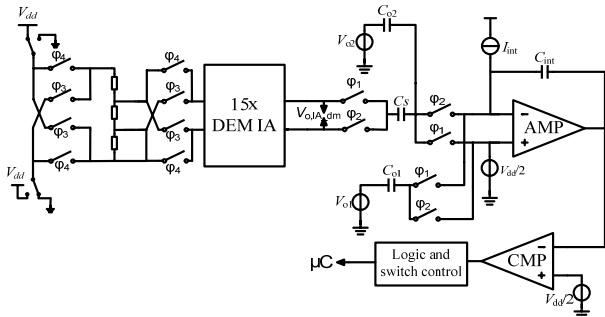 Vdd
φ4
φ3
φ3
φ4
Vdd
φ4
φ3
φ3
φ4
15x
DEM IA
Vo,IA_dm
φ1
φ2
Co2
Vo2
Cs
φ2
φ1
Iint
Cint
AMP
Vdd/2
Co1
Vo1
φ1
φ2
CMP
Vdd/2
Logic and
switch control
μC